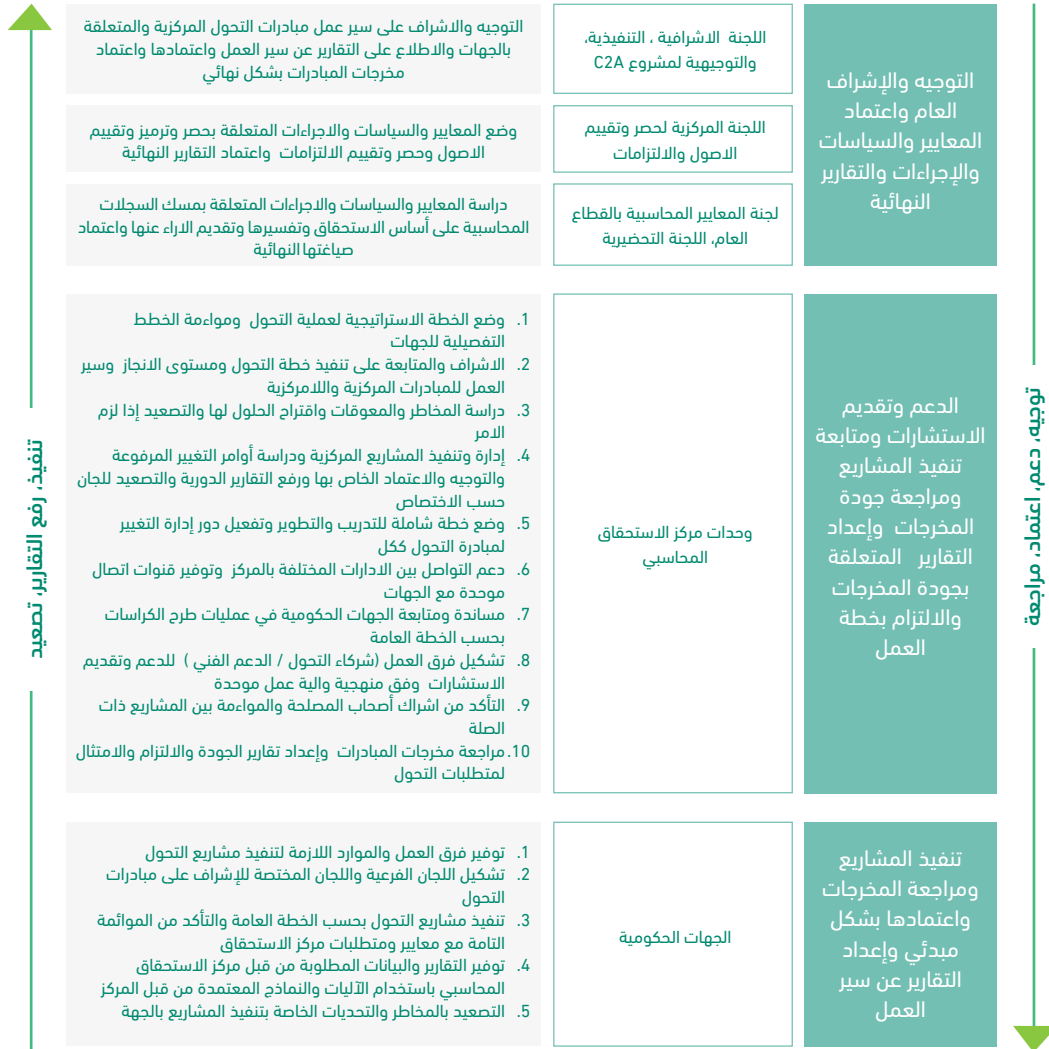 توجيه، دعم، اعتماد، مراجعة
التوجيه والإشراف
العام واعتماد
المعايير والسياسات
والإجراءات والتقارير
النهائية
اللجنة الاشرافية ، التنفيذية،
والتوجيهية لمشروع C2A
التوجيه والاشراف على سير عمل مبادرات التحول المركزية والمتعلقة
بالجهات والاطلاع على التقارير عن سير العمل واعتمادها واعتماد
مخرجات المبادرات بشكل نهائي
اللجنة المركزية لحصر وتقييم
الاصول والالتزامات
وضع المعايير والسياسات والاجراءات المتعلقة بحصر وترميز وتقييم
الاصول وحصر وتقييم الالتزامات واعتماد التقارير النهائية
لجنة المعايير المحاسبية بالقطاع
العام، اللجنة التحضيرية
دراسة المعايير والسياسات والاجراءات المتعلقة بمسك السجلات
المحاسبية على أساس الاستحقاق وتفسيرها وتقديم الاراء عنها واعتماد
صياغتها النهائية
الدعم وتقديم
الاستشارات ومتابعة
تنفيذ المشاريع
ومراجعة جودة
المخرجات وإعداد
التقارير المتعلقة
بجودة المخرجات
والالتزام بخطة
العمل
وحدات مركز الاستحقاق
المحاسبي
1. وضع الخطة الاستراتيجية لعملية التحول ومواءمة الخطط
التفصيلية للجهات
2. الاشراف والمتابعة على تنفيذ خطة التحول ومستوى الانجاز وسير
العمل للمبادرات المركزية واللامركزية
3. دراسة المخاطر والمعوقات واقتراح الحلول لها والتصعيد إذا لزم
الامر
4. إدارة وتنفيذ المشاريع المركزية ودراسة أوامر التغيير المرفوعة
والتوجيه والاعتماد الخاص بها ورفع التقارير الدورية والتصعيد للجان
حسب الاختصاص
5. وضع خطة شاملة للتدريب والتطوير وتفعيل دور إدارة التغيير
لمبادرة التحول ككل
6. دعم التواصل بين الادارات المختلفة بالمركز وتوفير قنوات اتصال
موحدة مع الجهات
7. مساندة ومتابعة الجهات الحكومية في عمليات طرح الكراسات
بحسب الخطة العامة
8. تشكيل فرق العمل (شركاء التحول / الدعم الفني ) للدعم وتقديم
الاستشارات وفق منهجية والية عمل موحدة
9. التأكد من اشراك أصحاب المصلحة والمواءمة بين المشاريع ذات
الصلة
10. مراجعة مخرجات المبادرات وإعداد تقارير الجودة والالتزام والامتثال
لمتطلبات التحول
تنفيذ المشاريع
ومراجعة المخرجات
واعتمادها بشكل
مبدئي وإعداد
التقارير عن سير
العمل
الجهات الحكومية
1. توفير فرق العمل والموارد اللازمة لتنفيذ مشاريع التحول
2. تشكيل اللجان الفرعية واللجان المختصة للإشراف على مبادرات
التحول
3. تنفيذ مشاريع التحول بحسب الخطة العامة والتأكد من الموائمة
التامة مع معايير ومتطلبات مركز الاستحقاق
4. توفير التقارير والبيانات المطلوبة من قبل مركز الاستحقاق
المحاسبي باستخدام الآليات والنماذج المعتمدة من قبل المركز
5. التصعيد بالمخاطر والتحديات الخاصة بتنفيذ المشاريع بالجهة
تنفيذ، رفع التقارير، تصعيد